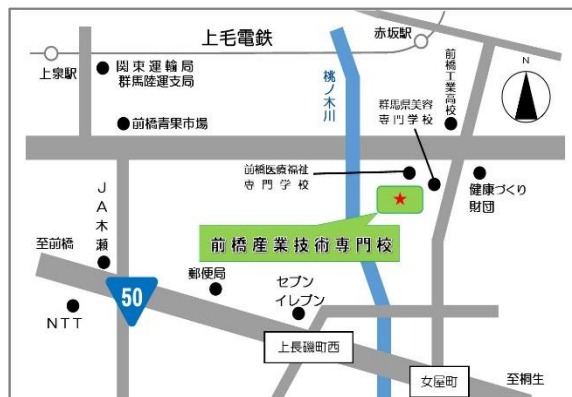 上毛電鉄
赤坂駅
上泉駅
関東運輸局
群馬陸運支局
前橋青果市場
桃ノ木川
群馬県美容
専門学校
前橋工業高校
N
前橋医療福祉
専門学校
健康づくり
財団
★
前橋産業技術専門校
JA木瀬
至前橋
50
郵便局
セブン
イレブン
NTT
上長磯町西
女屋町
至桐生